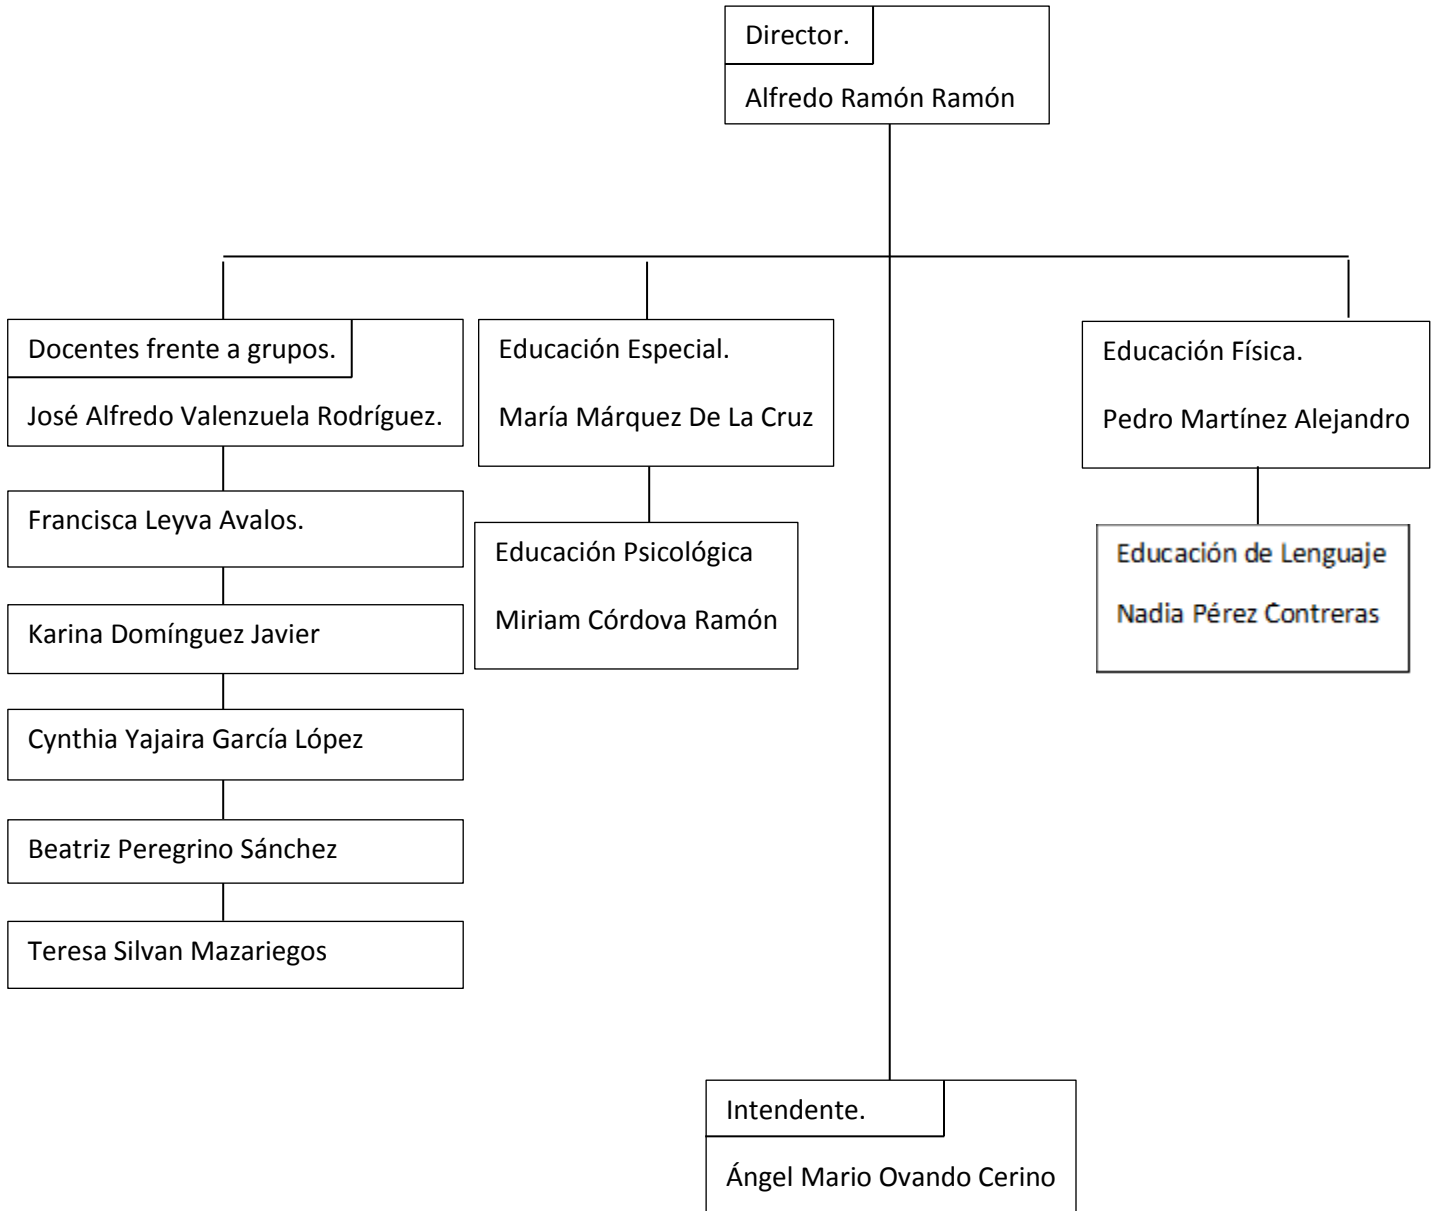 Director.
Alfredo Ramón Ramón
Docentes frente a grupos.
José Alfredo Valenzuela Rodríguez.
Francisca Leyva Avalos.
Karina Domínguez Javier
Cynthia Yajaira García López
Beatriz Peregrino Sánchez
Teresa Silvan Mazariegos
Educación Especial.
María Márquez De La Cruz
Educación Psicológica
Miriam Córdova Ramón
Educación Física.
Pedro Martínez Alejandro
Educación de Lenguaje
Nadia Pérez Contreras
Intendente.
Ángel Mario Ovando Cerino